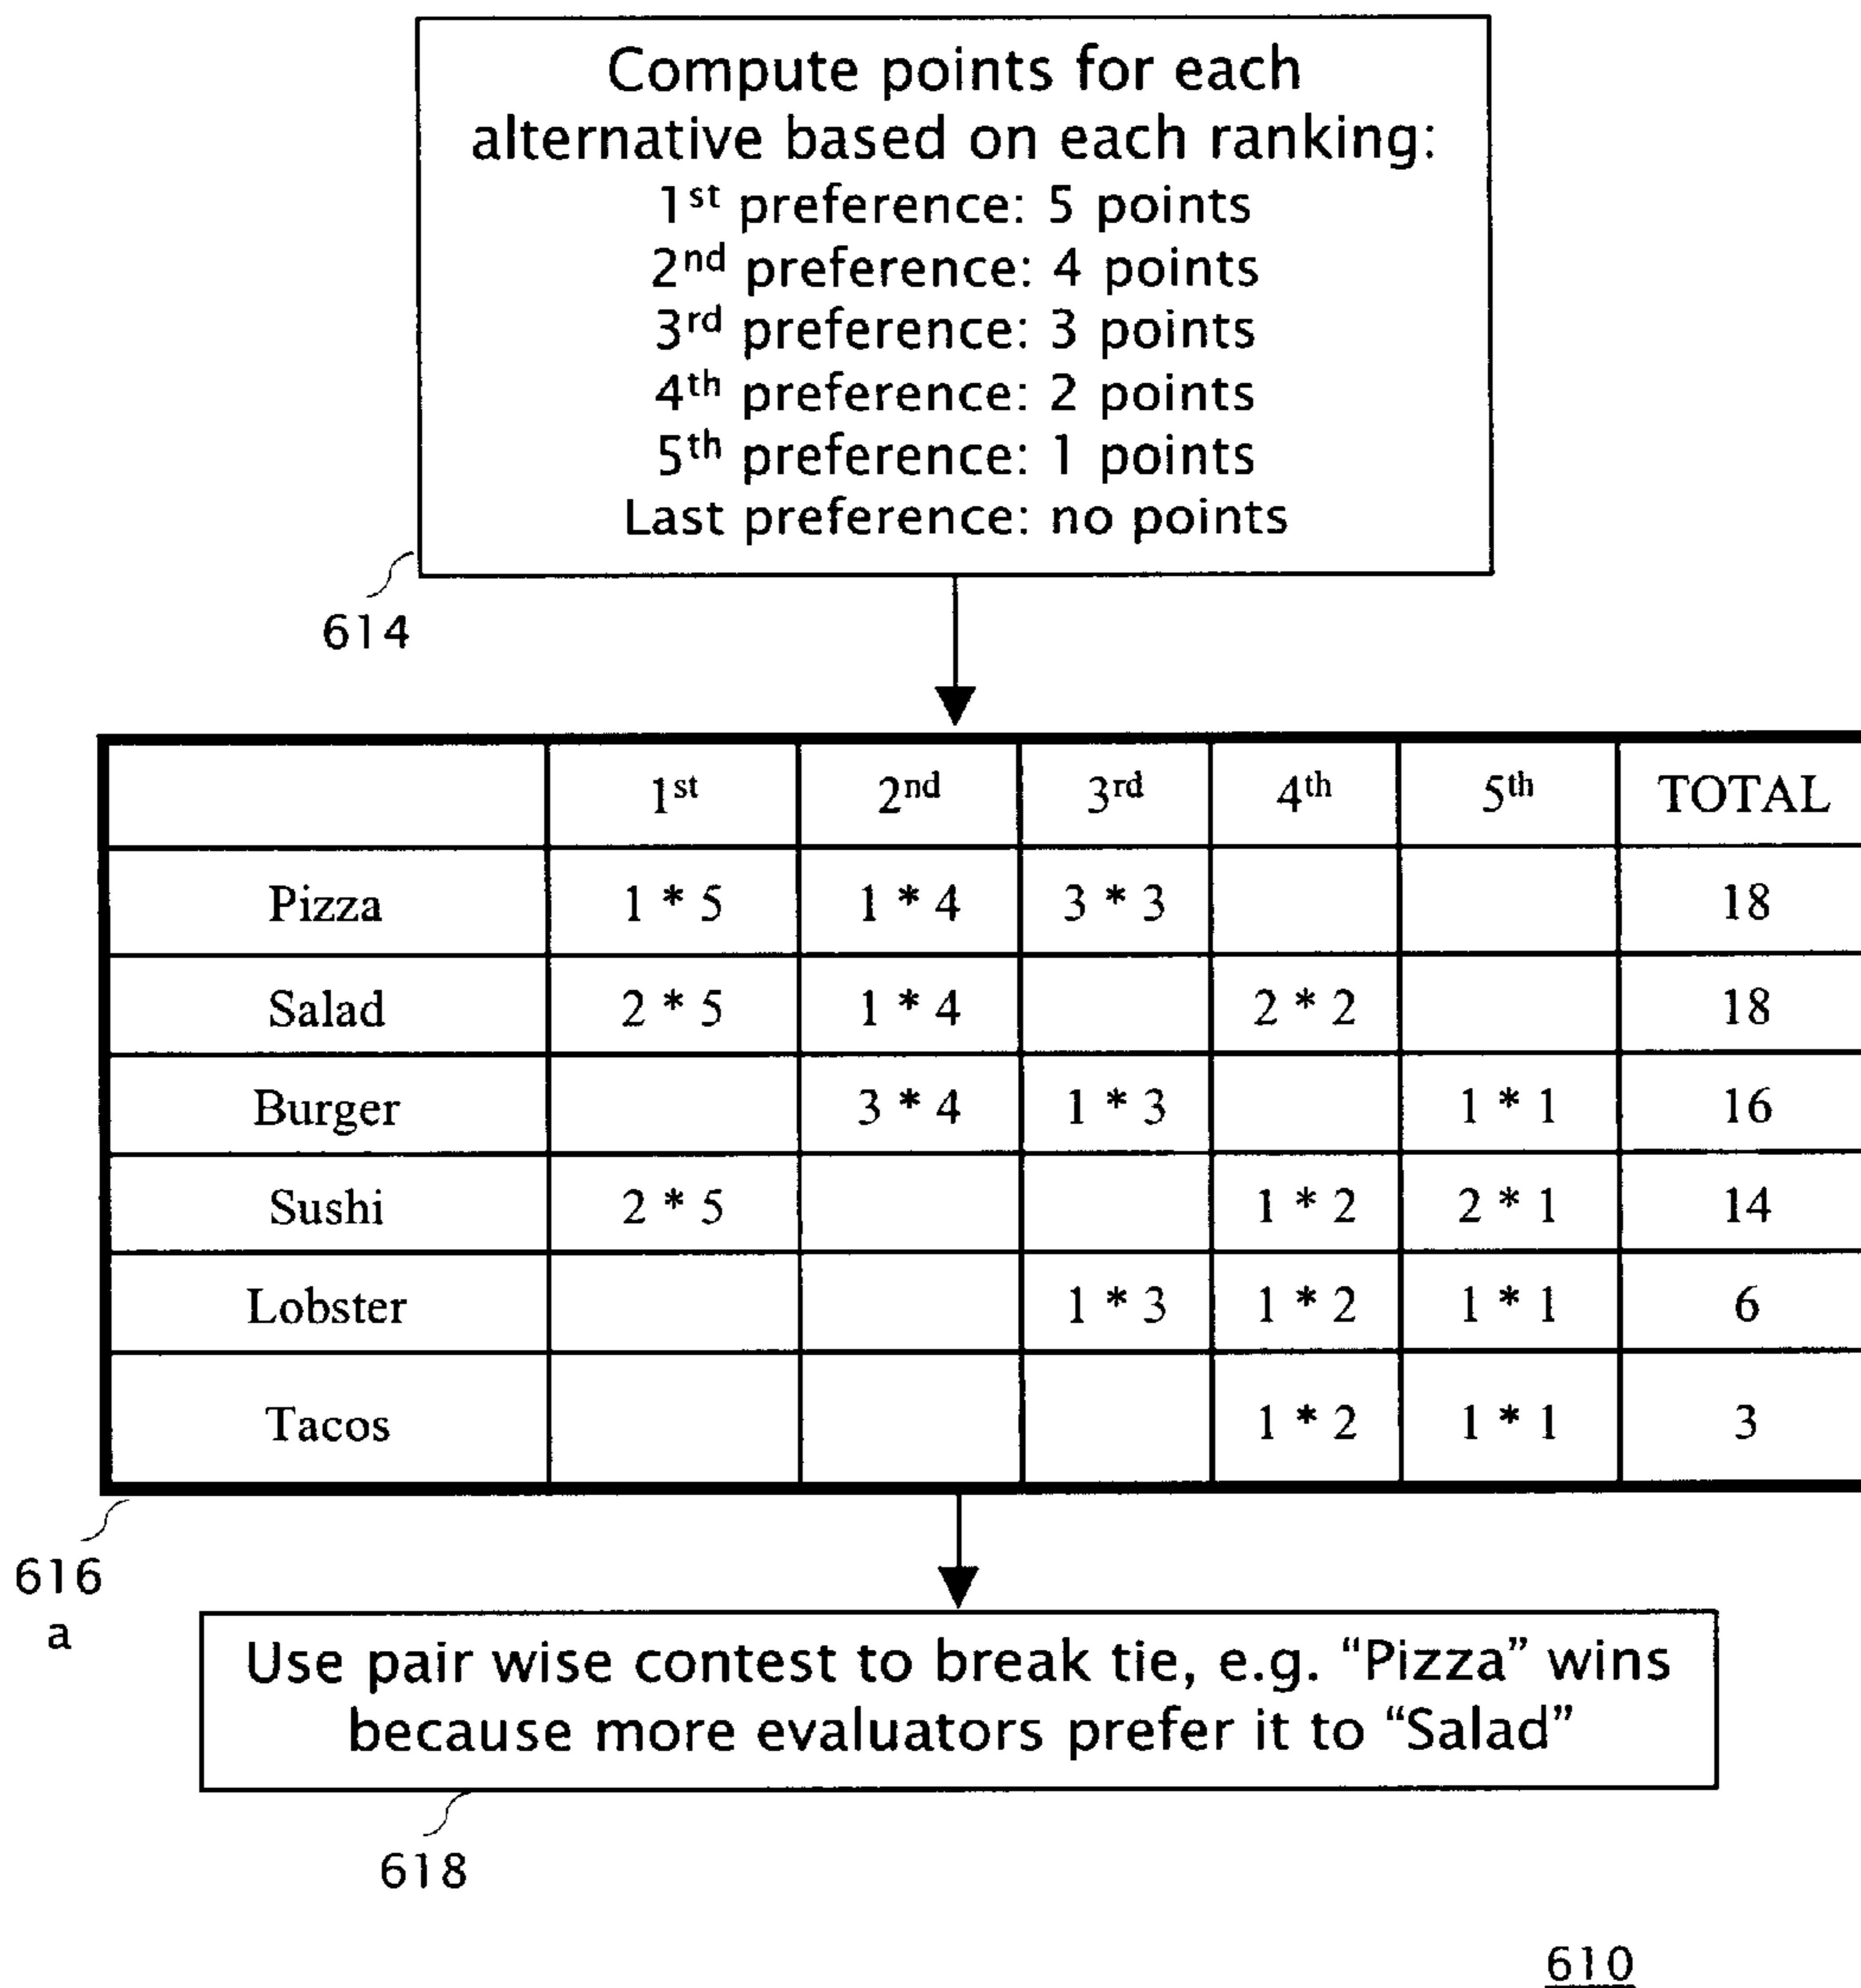 Compute points for each
alternative based on each ranking:
1st preference: 5 points
2nd preference: 4 points
3rd preference: 3 points
4th preference: 2 points
5th preference: 1 points
Last preference: no points
614
1st 2nd 3rd 4th 5th TOTAL
Pizza 1 * 5 1 * 4 3 * 3 18
Salad 2 * 5 1 * 4 2 * 2 18
Burger 3 * 4 1 * 3 1 * 1 16
Sushi 2 * 5 1 * 2 2 * 1 14
Lobster 1 * 3 1 * 2 1 * 1 6
Tacos 1 * 2 1 * 1 3
616
a
Use pair wise contest to break tie, e.g. “Pizza” wins
because more evaluators prefer it to “Salad”
618
610